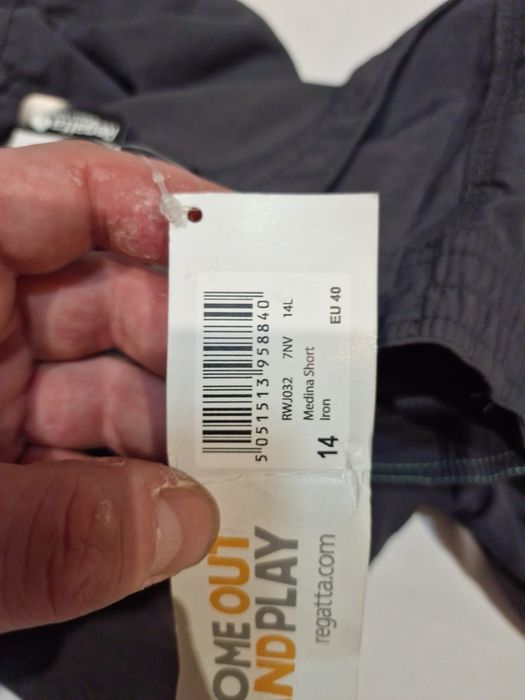 5 051513 958840
RWJ032 7NV 14L
Medina Short
Iron
14
EU 40
OME OUT
ND PLAY
regatta.com